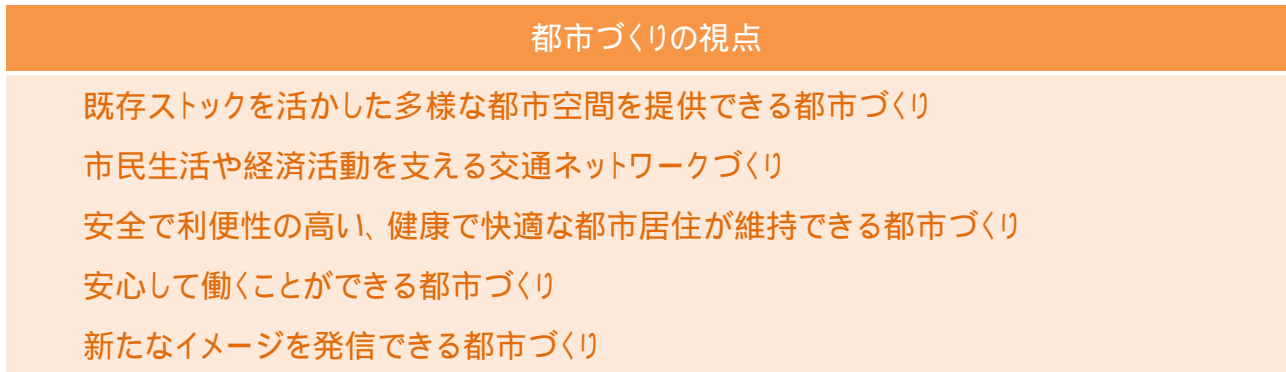 都市づくりの視点
既存ストックを活かした多様な都市空間を提供できる都市づくり
市民生活や経済活動を支える交通ネットワークづくり
安全で利便性の高い、健康で快適な都市居住が維持できる都市づくり
安心して働くことができる都市づくり
新たなイメージを発信できる都市づくり